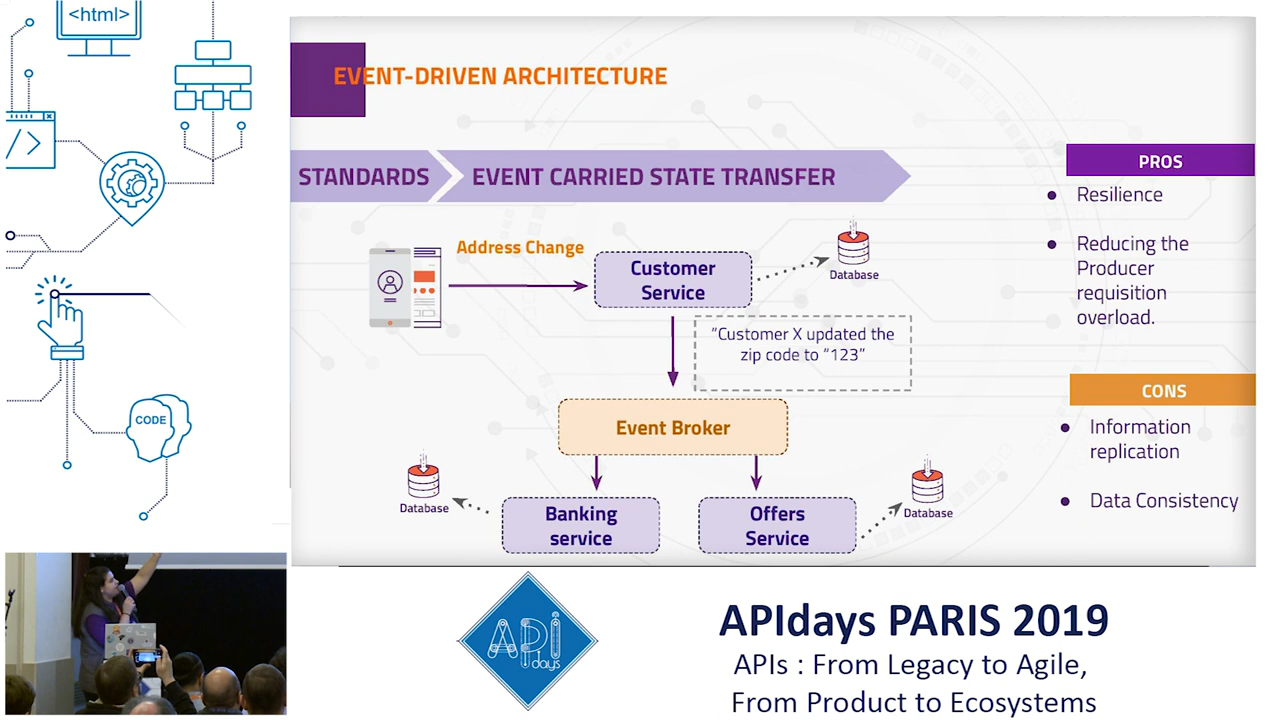 <html>
/>
CODE
EVENT-DRIVEN ARCHITECTURE
STANDARDS
EVENT CARRIED STATE TRANSFER
Address Change
Customer
Service
Database
"Customer X updated the
zip code to "123"
Event Broker
Database
Banking
service
Offers
Service
Database
PROS
Resilience
Reducing the
Producer
requisition
overload.
CONS
Information
replication
Data Consistency
API
days
APIdays PARIS 2019
APIs : From Legacy to Agile,
From Product to Ecosystems